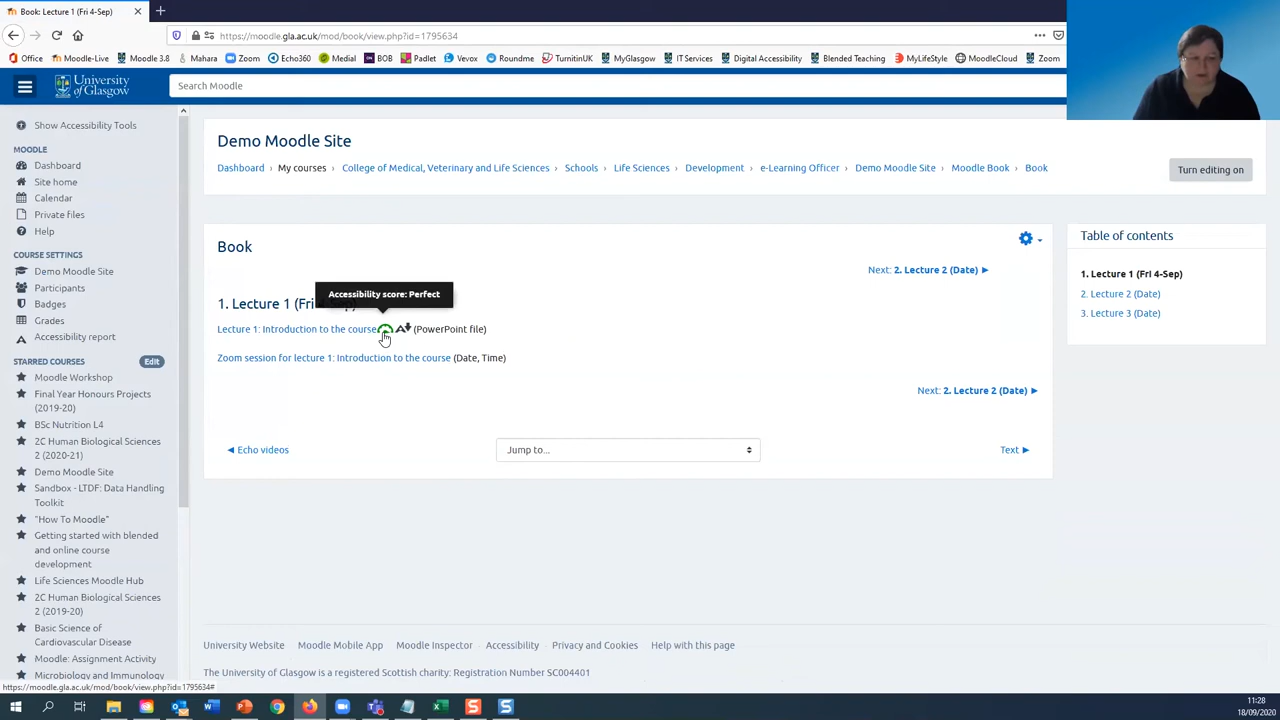 Book: Lecture 1 (Fri 4-Sep)
https://moodle.gla.ac.uk/mod/book/view.php?id=1795634
Office Moodle-Live Moodle 3.8 Mahara Zoom Echo360 Medial BOB Padlet Vevox Roundme TurnitinUK MyGlasgow IT Services Digital Accessibility Blended Teaching MyLifeStyle MoodleCloud Zoom
University of Glasgow
Search Moodle
Show Accessibility Tools
MOODLE
Dashboard
Site home
Calendar
Private files
Help
COURSE SETTINGS
Demo Moodle Site
Participants
Badges
Grades
Accessibility report
STARRED COURSES Edit
Moodle Workshop
Final Year Honours Projects
(2019-20)
BSc Nutrition L4
2C Human Biological Sciences
2 (2020-21)
Demo Moodle Site
Sandbox - LTDF: Data Handling
Toolkit
"How To Moodle"
Getting started with blended
and online course
development
Life Sciences Moodle Hub
2C Human Biological Sciences
2 (2019-20)
Basic Science of
Cardiovascular Disease
Moodle: Assignment Activity
Microbiology and Immunology
Demo Moodle Site
Dashboard › My courses › College of Medical, Veterinary and Life Sciences › Schools › Life Sciences › Development › e-Learning Officer › Demo Moodle Site › Moodle Book › Book
Turn editing on
Book
Next: 2. Lecture 2 (Date) ►
Accessibility score: Perfect
1. Lecture 1 (Fri 4-Sep)
Lecture 1: Introduction to the course (PowerPoint file)
Zoom session for lecture 1: Introduction to the course (Date, Time)
Next: 2. Lecture 2 (Date) ►
◄ Echo videos
Jump to...
Text ►
Table of contents
1. Lecture 1 (Fri 4-Sep)
2. Lecture 2 (Date)
3. Lecture 3 (Date)
University Website Moodle Mobile App Moodle Inspector Accessibility Privacy and Cookies Help with this page
The University of Glasgow is a registered Scottish charity: Registration Number SC004401
https://moodle.gla.ac.uk/mod/book/view.php?id=1795634#
11:28
18/09/2020